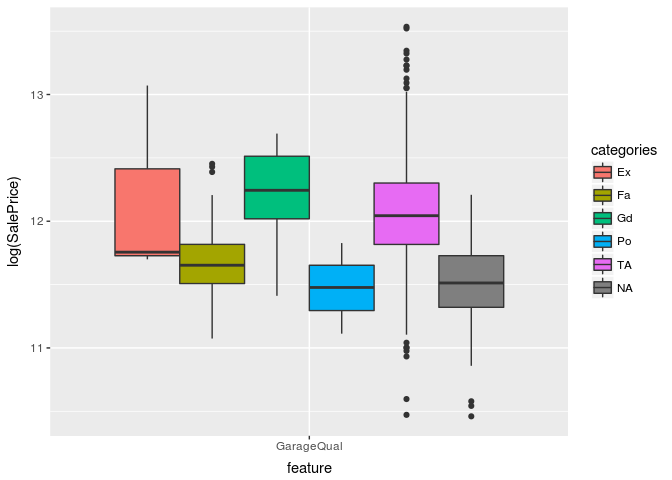 log(SalePrice)
13
12
11
GarageQual
feature
categories
Ex
Fa
Gd
Po
TA
NA